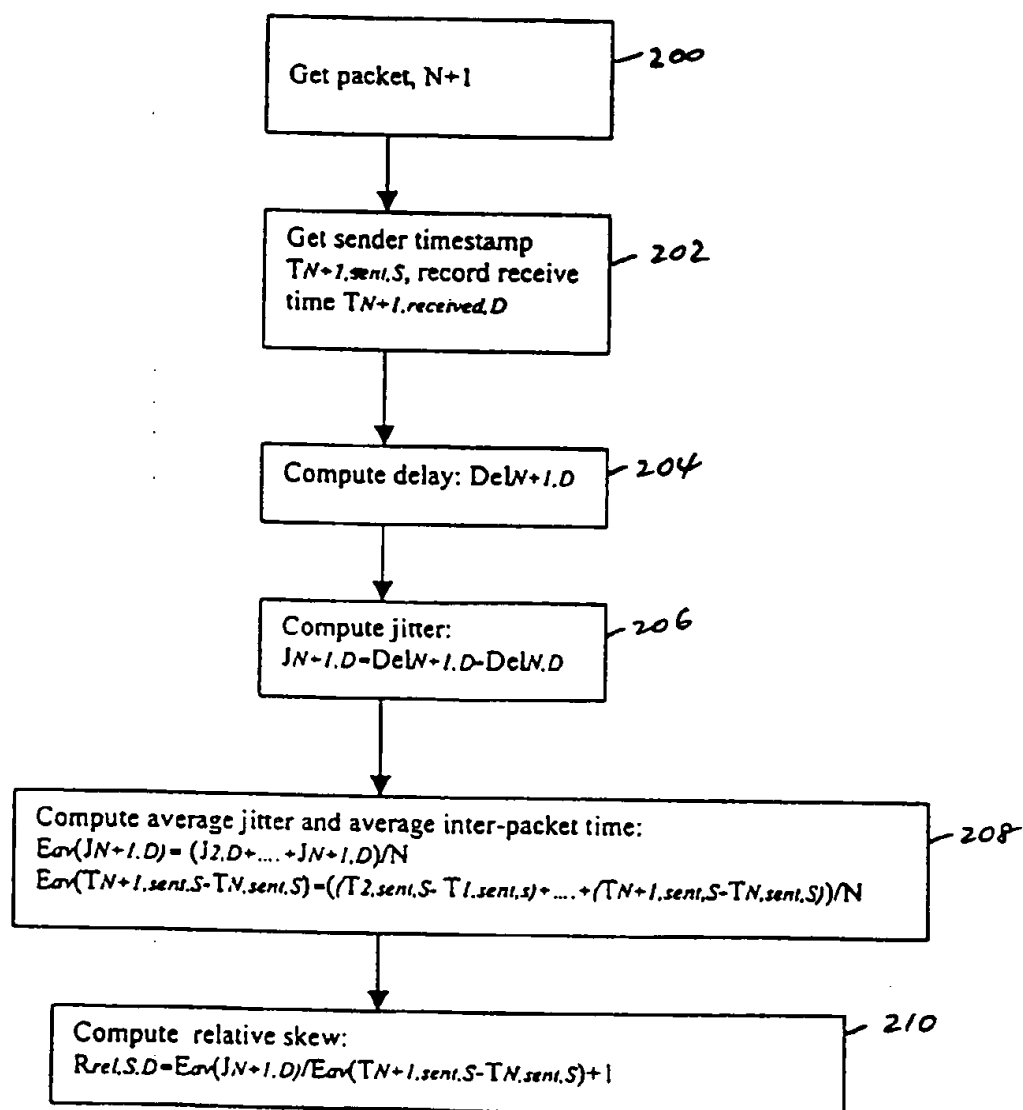 Get packet, N+1
200
Get sender timestamp
TN+1,sent,S, record receive
time TN+1,received,D
202
Compute delay: DelN+1,D
204
Compute jitter:
JN+1,D=DelN+1,D-DelN,D
206
Compute average jitter and average inter-packet time:
Eav(JN+1,D)= (J2,D+....+JN+1,D)/N
Eav(TN+1,sent,S-TN,sent,S)=((T2,sent,S- T1,sent,s)+....+(TN+1,sent,S-TN,sent,S))/N
208
Compute relative skew:
Rrel,S,D=Eav(JN+1,D)/Eav(TN+1,sent,S-TN,sent,S)+1
210